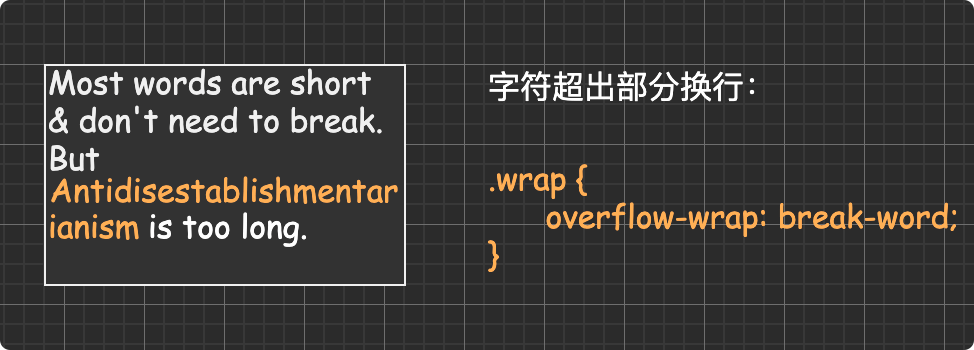 Most words are short
& don't need to break.
But
Antidisestablishmentar
ianism is too long.
字符超出部分换行：
.wrap {
overflow-wrap: break-word;
}